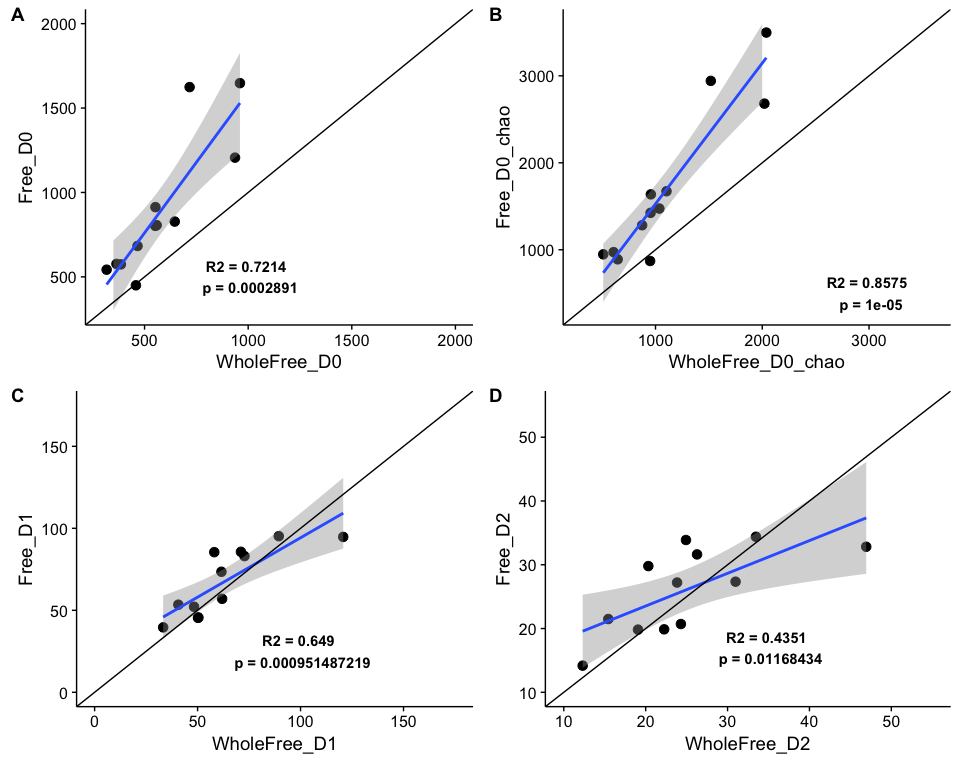 A
2000
1500
1000
500
Free_D0
R2 = 0.7214
p = 0.0002891
500 1000 1500 2000
WholeFree_D0
B
3000
2000
1000
Free_D0_chao
R2 = 0.8575
p = 1e-05
1000 2000 3000
WholeFree_D0_chao
C
150
100
50
0
Free_D1
R2 = 0.649
p = 0.000951487219
0 50 100 150
WholeFree_D1
D
50
40
30
20
10
Free_D2
R2 = 0.4351
p = 0.01168434
10 20 30 40 50
WholeFree_D2